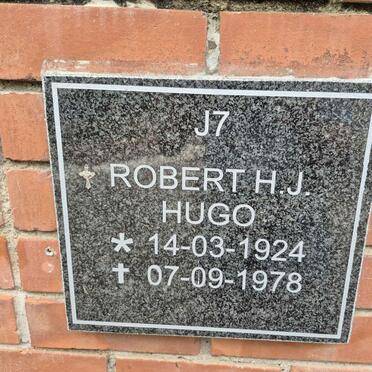 J7
ROBERT H.J.
HUGO
* 14-03-1924
✝ 07-09-1978